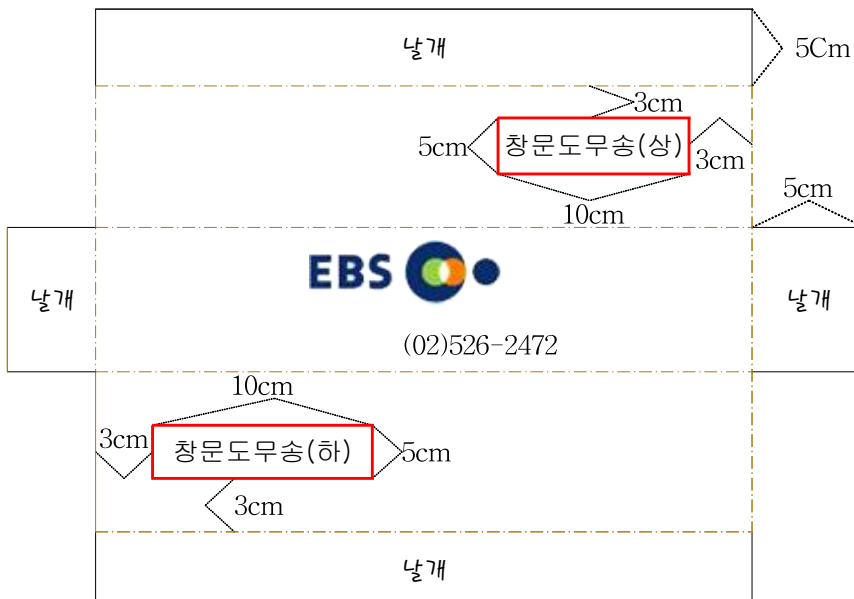 날개
5Cm
3cm
5cm
창문도무송(상)
3cm
10cm
5cm
날개
EBS
날개
(02)526-2472
10cm
3cm
창문도무송(하)
5cm
3cm
날개